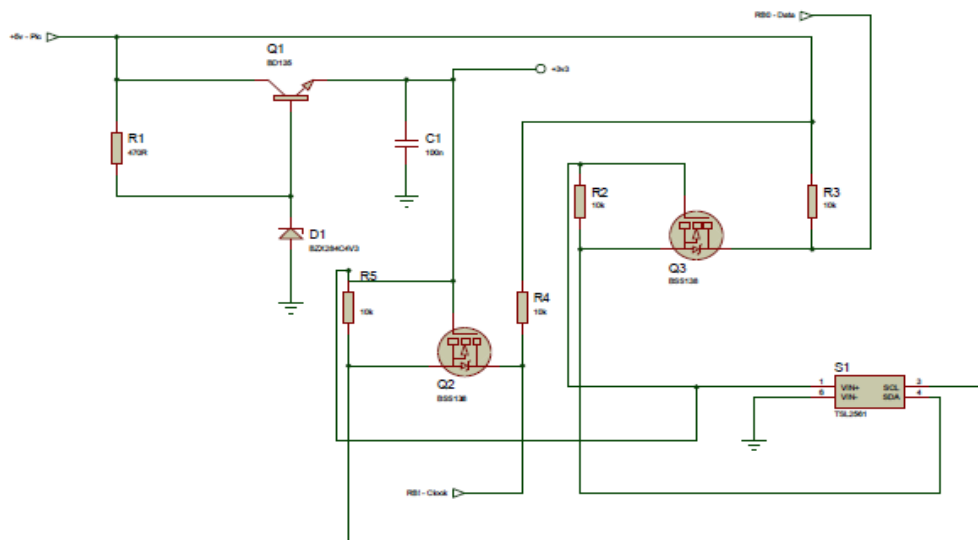 RB0 - Data
+5v - Pic
Q1
BD135
+3v3
R1
470R
C1
100n
R2
10k
R3
10k
D1
BZX284C4V3
Q3
BSS138
R5
10k
R4
10k
Q2
BSS138
S1
1 VIN+ SCL 3
6 VIN- SDA 4
TSL2561
RB1 - Clock